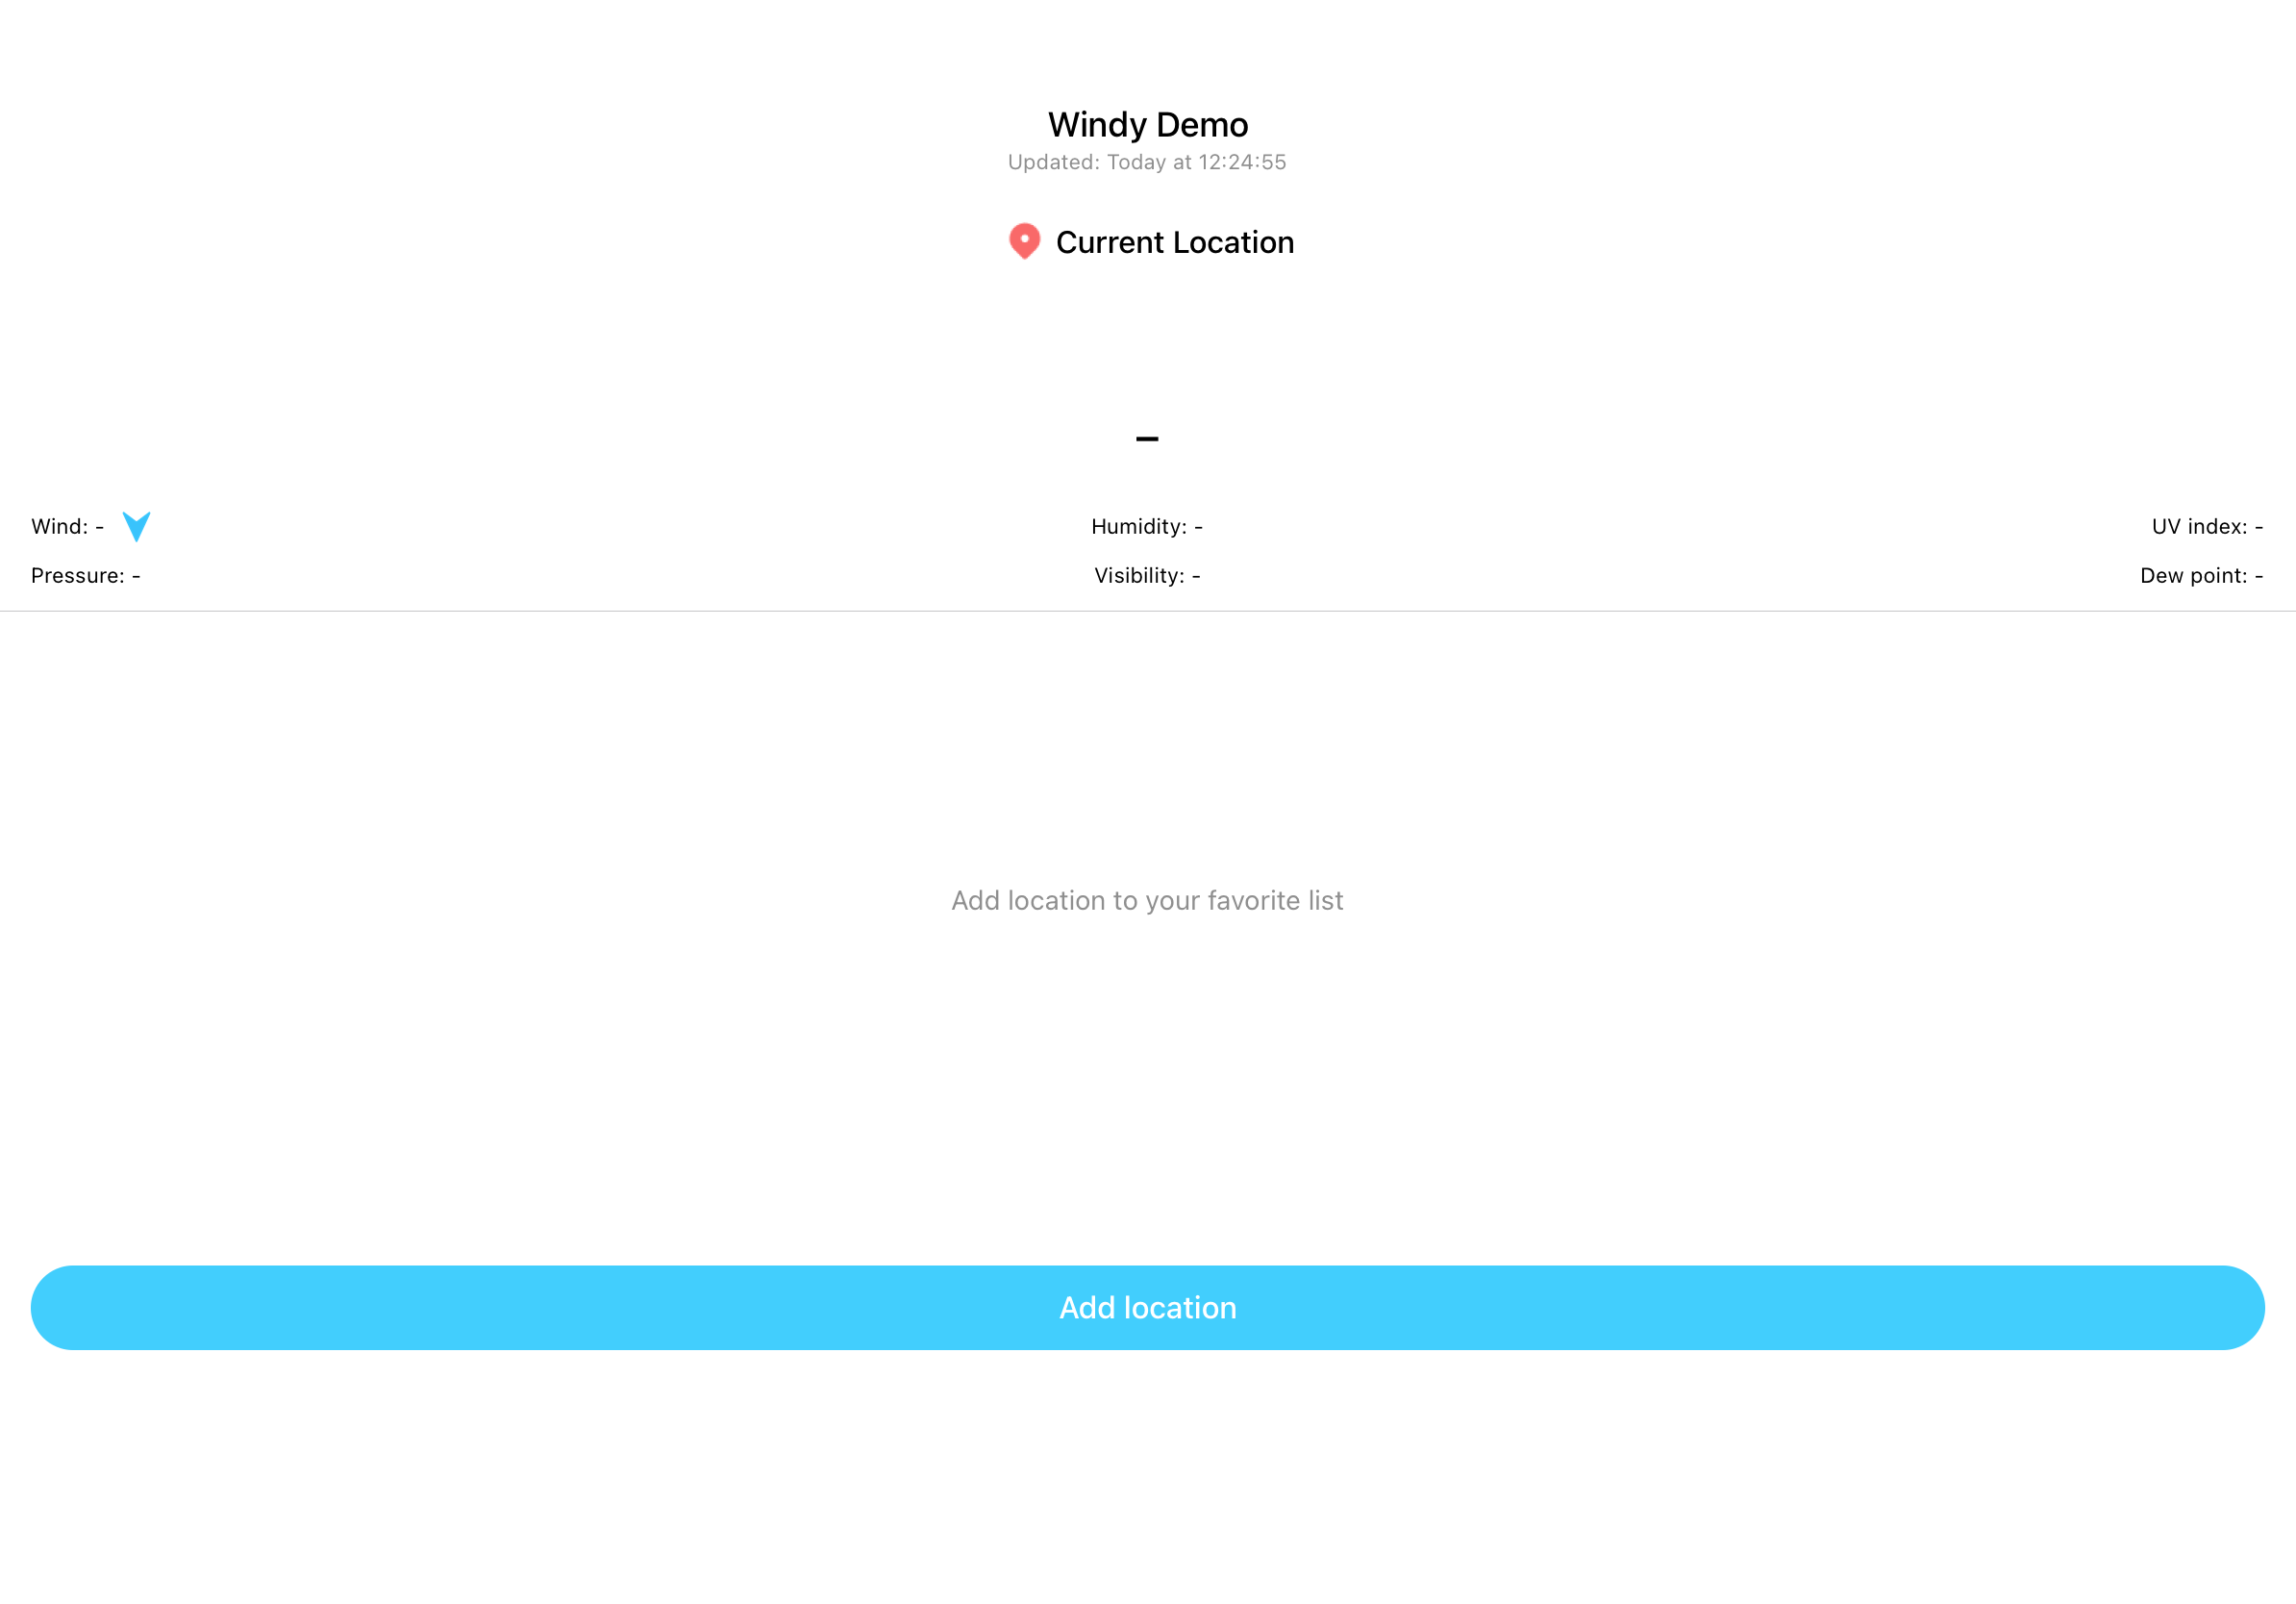 Windy Demo
Updated: Today at 12:24:55
Current Location
–
Wind: -
Humidity: -
UV index: -
Pressure: -
Visibility: -
Dew point: -
Add location to your favorite list
Add location